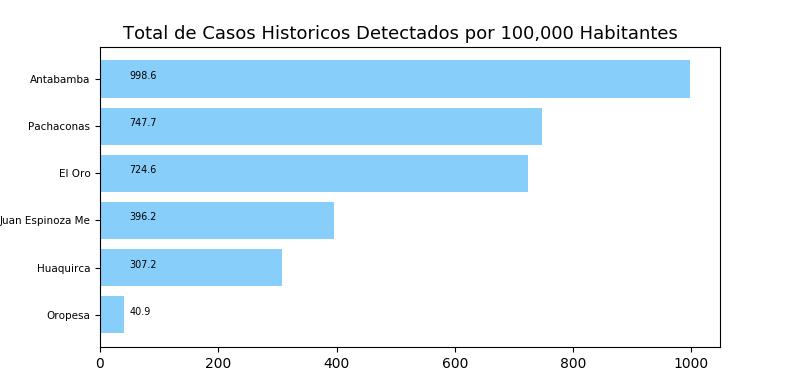 Total de Casos Historicos Detectados por 100,000 Habitantes
Antabamba 998.6
Pachaconas 747.7
El Oro 724.6
Juan Espinoza Me 396.2
Huaquirca 307.2
Oropesa 40.9
0 200 400 600 800 1000